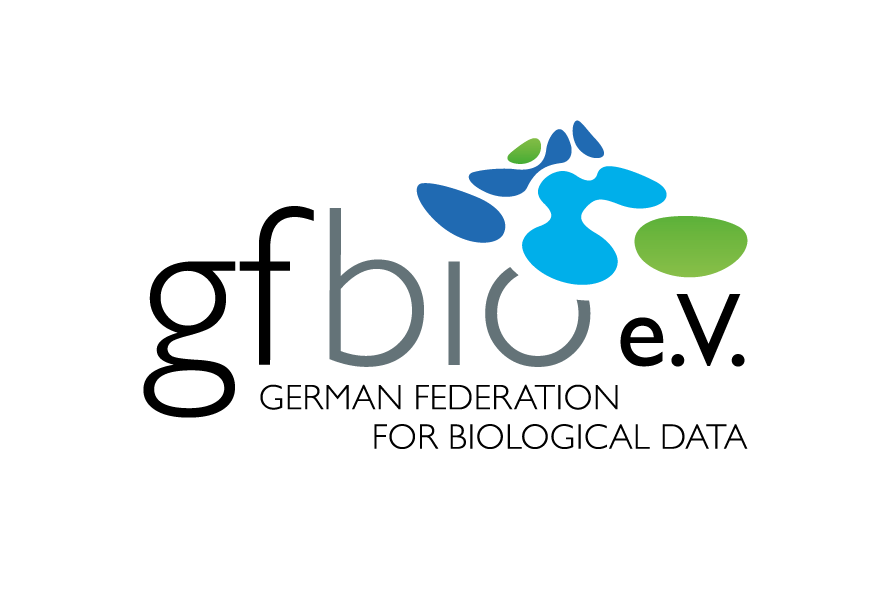 gfbio e.V.
GERMAN FEDERATION
FOR BIOLOGICAL DATA